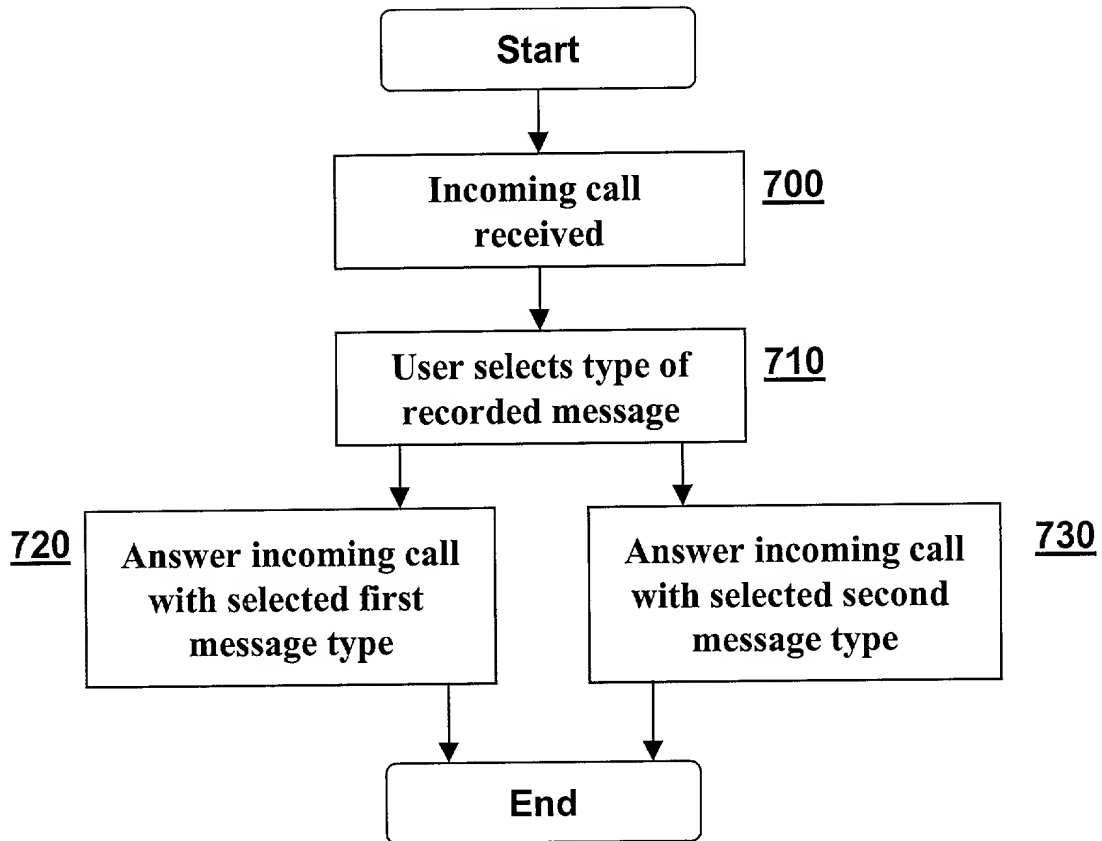 Start
Incoming call
received
700
User selects type of
recorded message
710
720
Answer incoming call
with selected first
message type
Answer incoming call
with selected second
message type
730
End